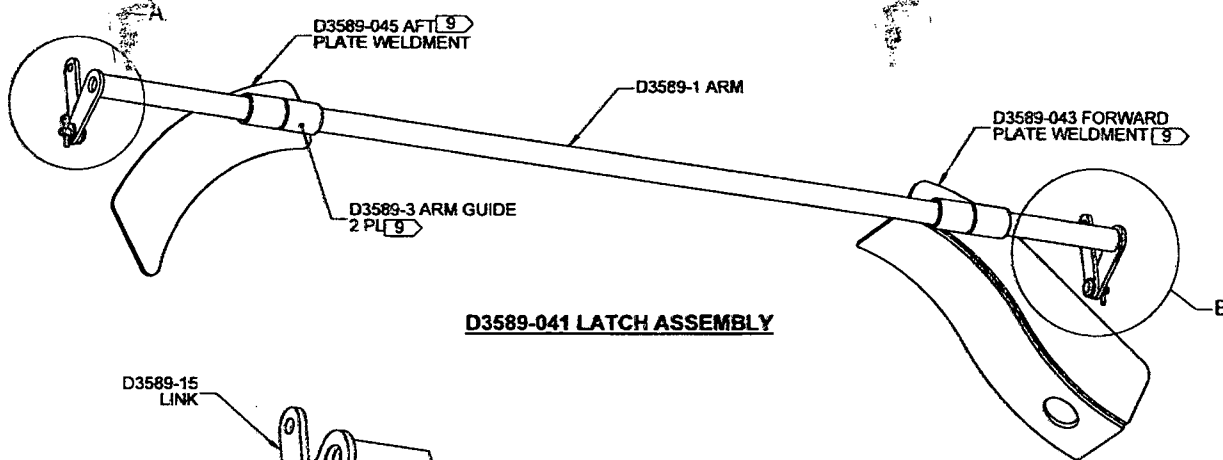 A
D3589-045 AFT 9
PLATE WELDMENT
D3589-1 ARM
D3589-043 FORWARD
PLATE WELDMENT 9
D3589-3 ARM GUIDE
2 PL 9
B
D3589-041 LATCH ASSEMBLY
D3589-15
LINK